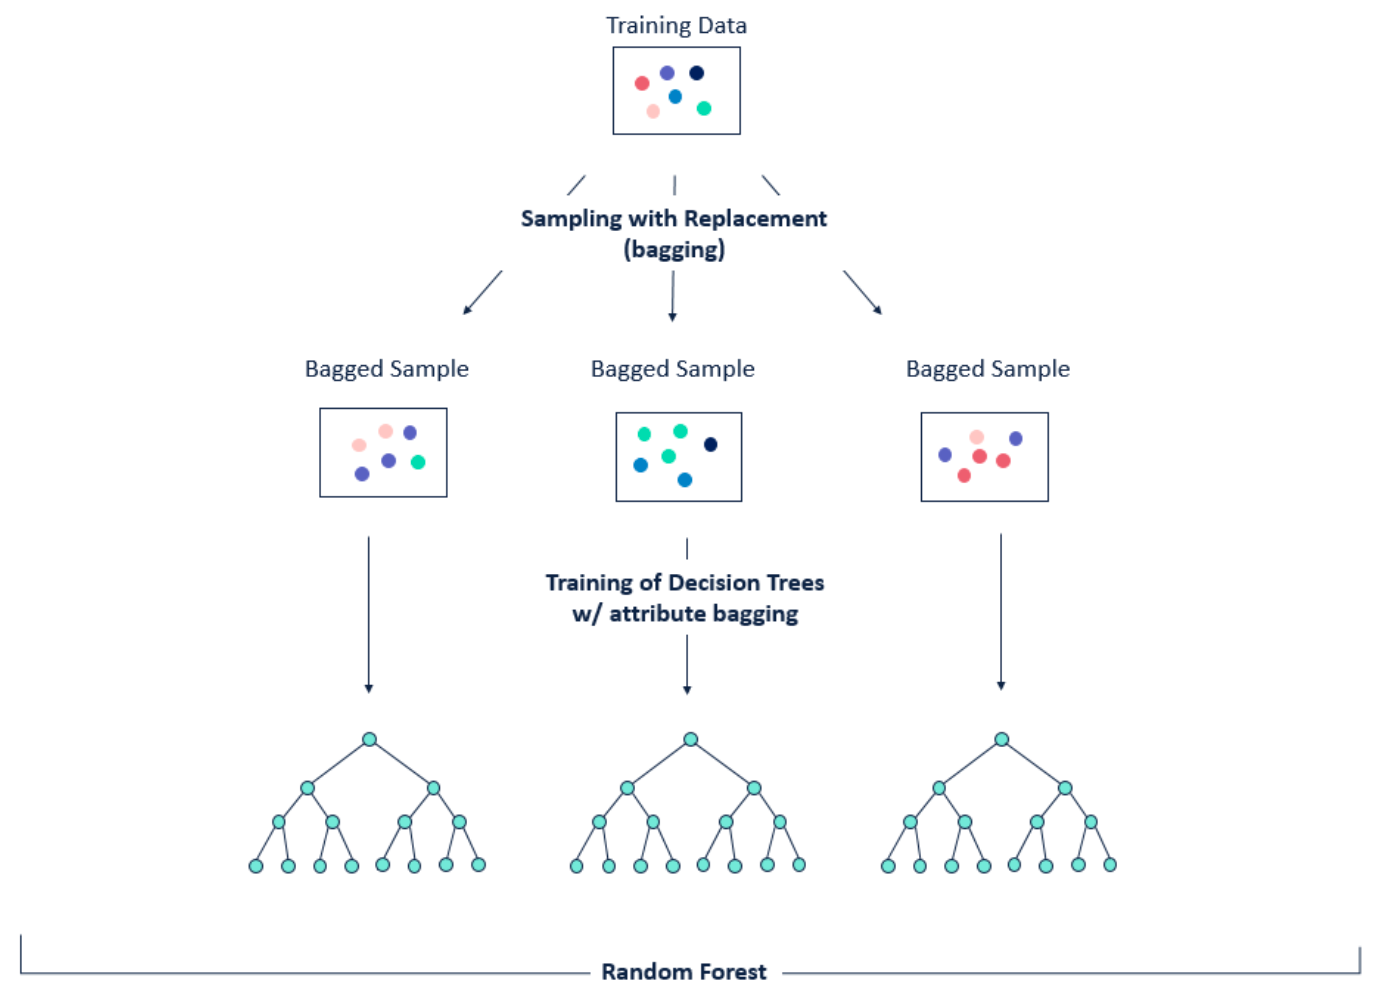 Training Data
Sampling with Replacement
(bagging)
Bagged Sample
Bagged Sample
Bagged Sample
Training of Decision Trees
w/ attribute bagging
Random Forest